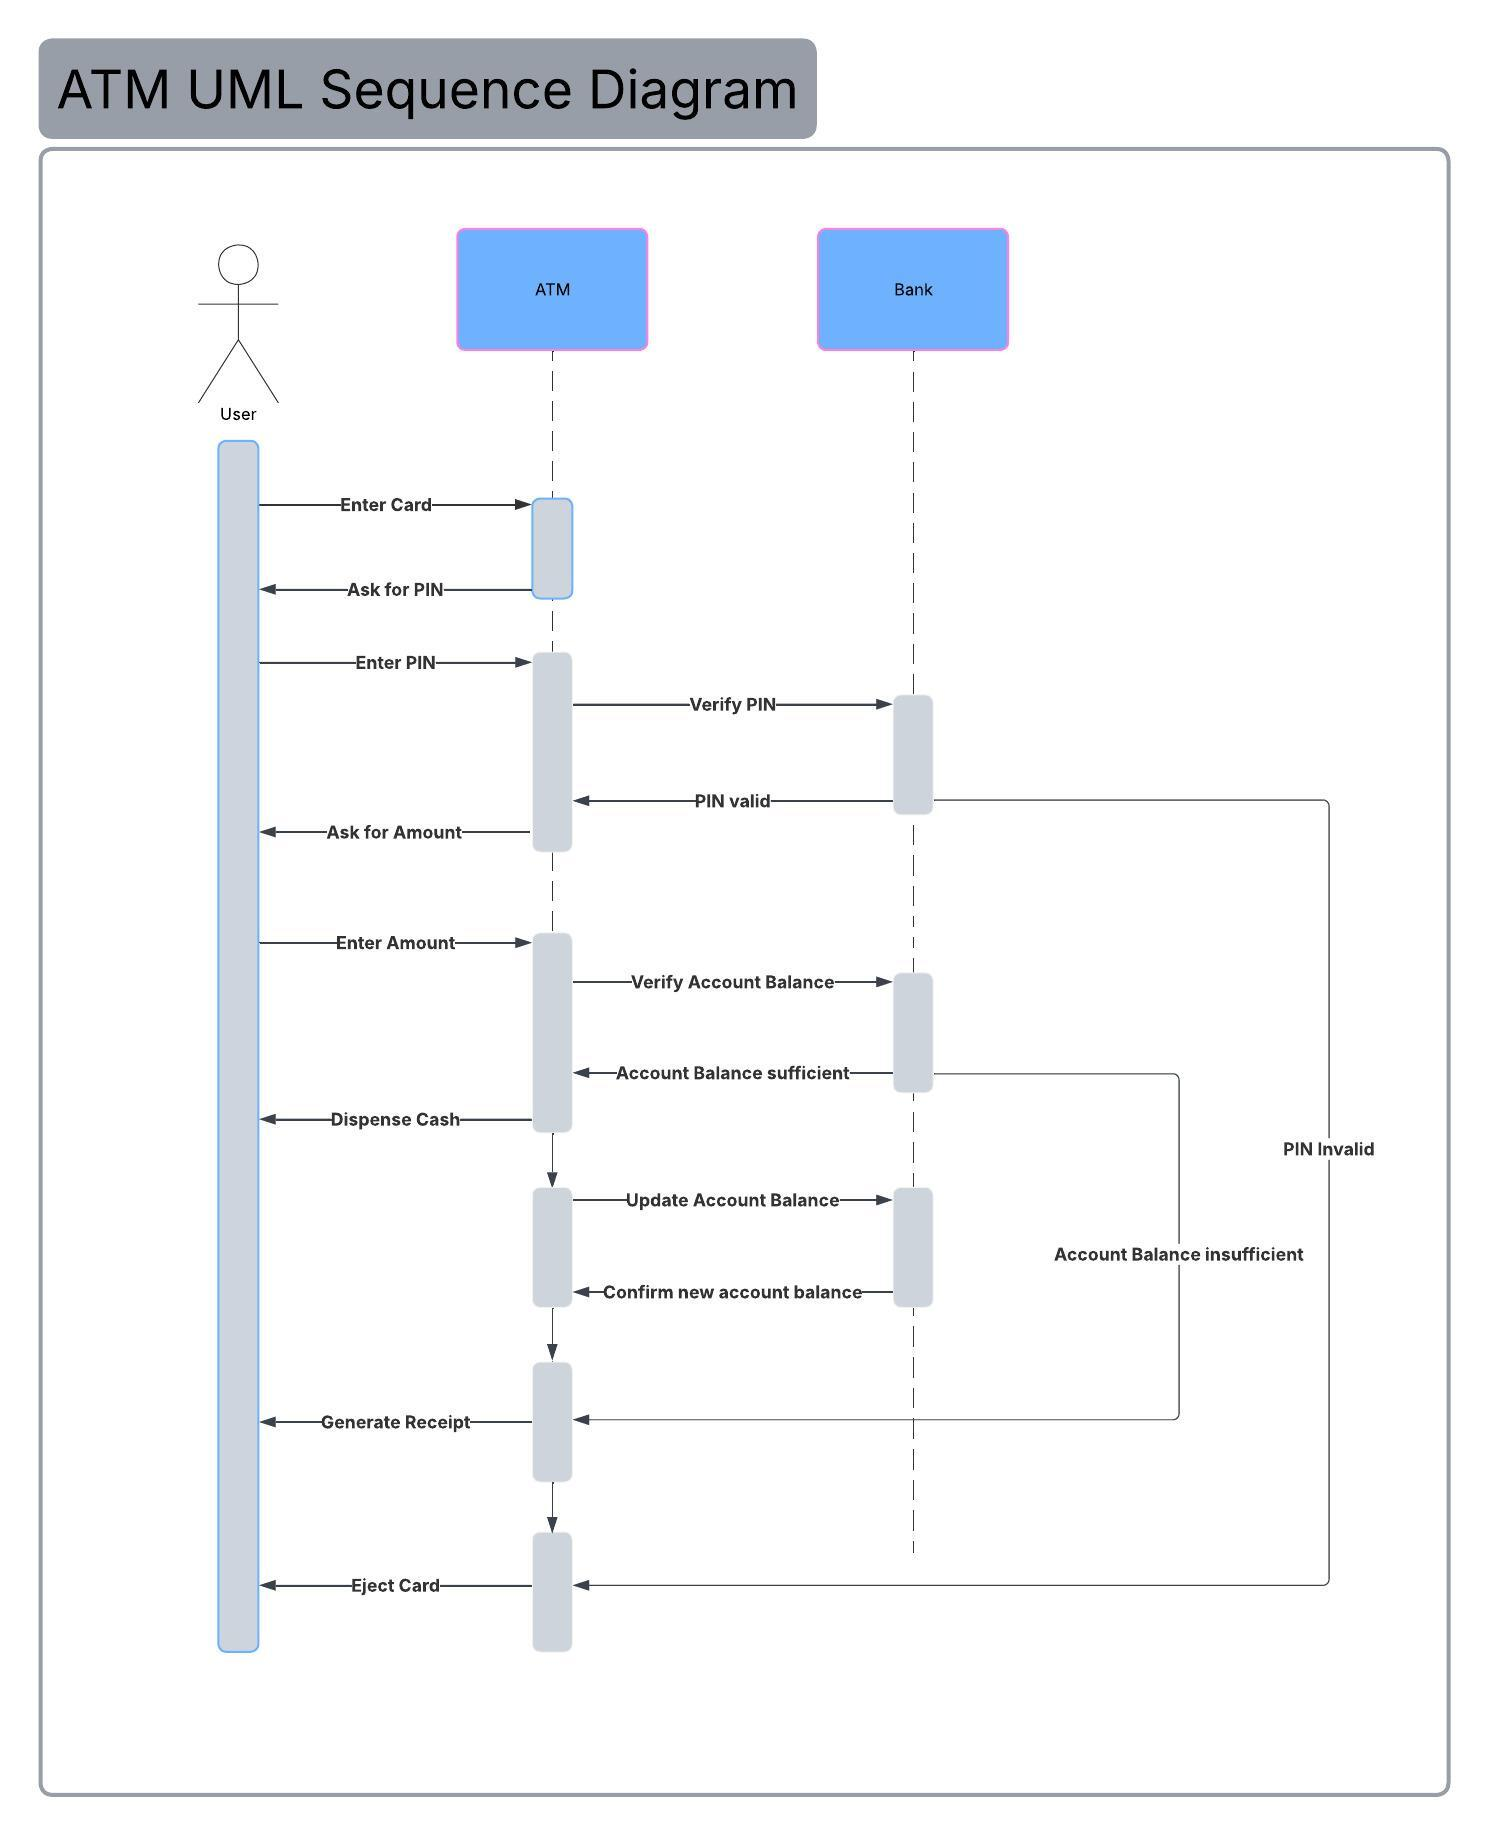 ATM UML Sequence Diagram
ATM
Bank
User
Enter Card
Ask for PIN
Enter PIN
Verify PIN
PIN valid
Ask for Amount
Enter Amount
Verify Account Balance
Account Balance sufficient
Dispense Cash
PIN Invalid
Update Account Balance
Account Balance insufficient
Confirm new account balance
Generate Receipt
Eject Card